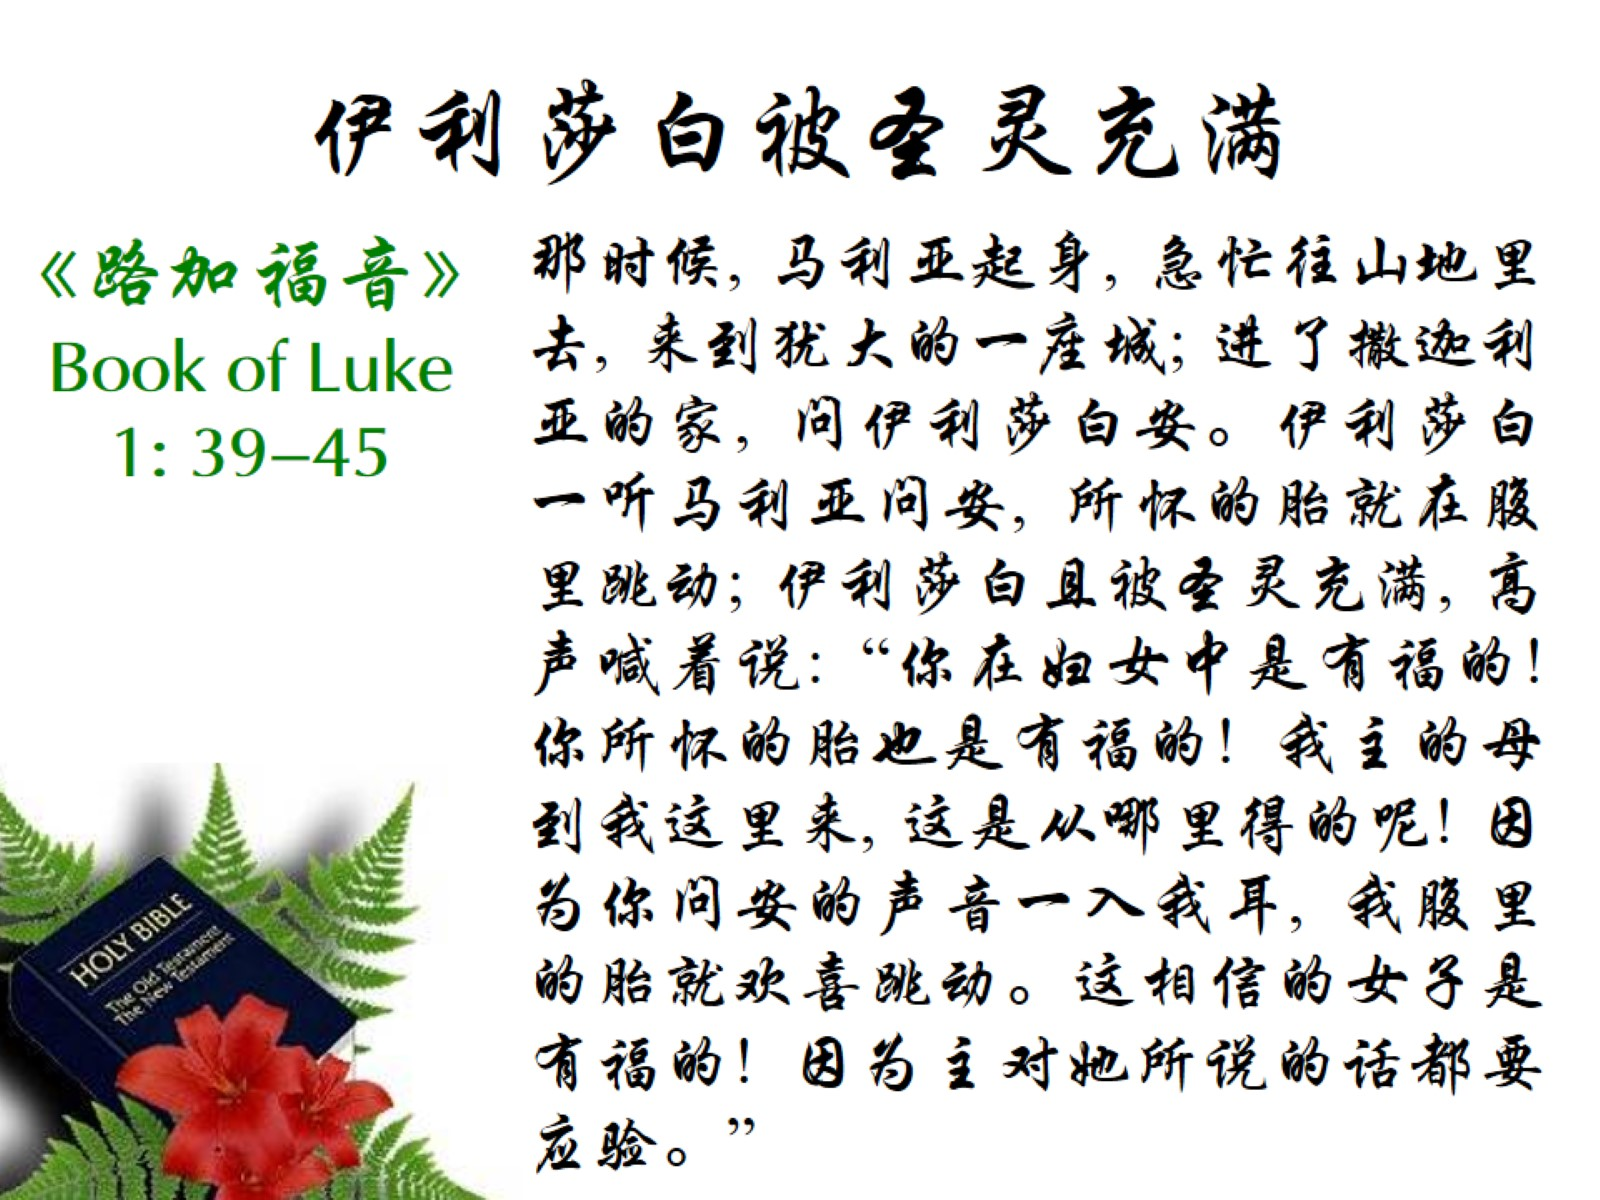 伊利莎白被圣灵充满
《路加福音》
Book of Luke
1: 39–45
那时候，马利亚起身，急忙往山地里
去，来到犹大的一座城；进了撒迦利
亚的家，问伊利莎白安。伊利莎白
一听马利亚问安，所怀的胎就在腹
里跳动；伊利莎白且被圣灵充满，高
声喊着说：“你在妇女中是有福的！
你所怀的胎也是有福的！我主的母
到我这里来，这是从哪里得的呢！因
为你问安的声音一入我耳，我腹里
的胎就欢喜跳动。这相信的女子是
有福的！因为主对她所说的话都要
应验。”
HOLY BIBLE
The Old Testament
The New Testament